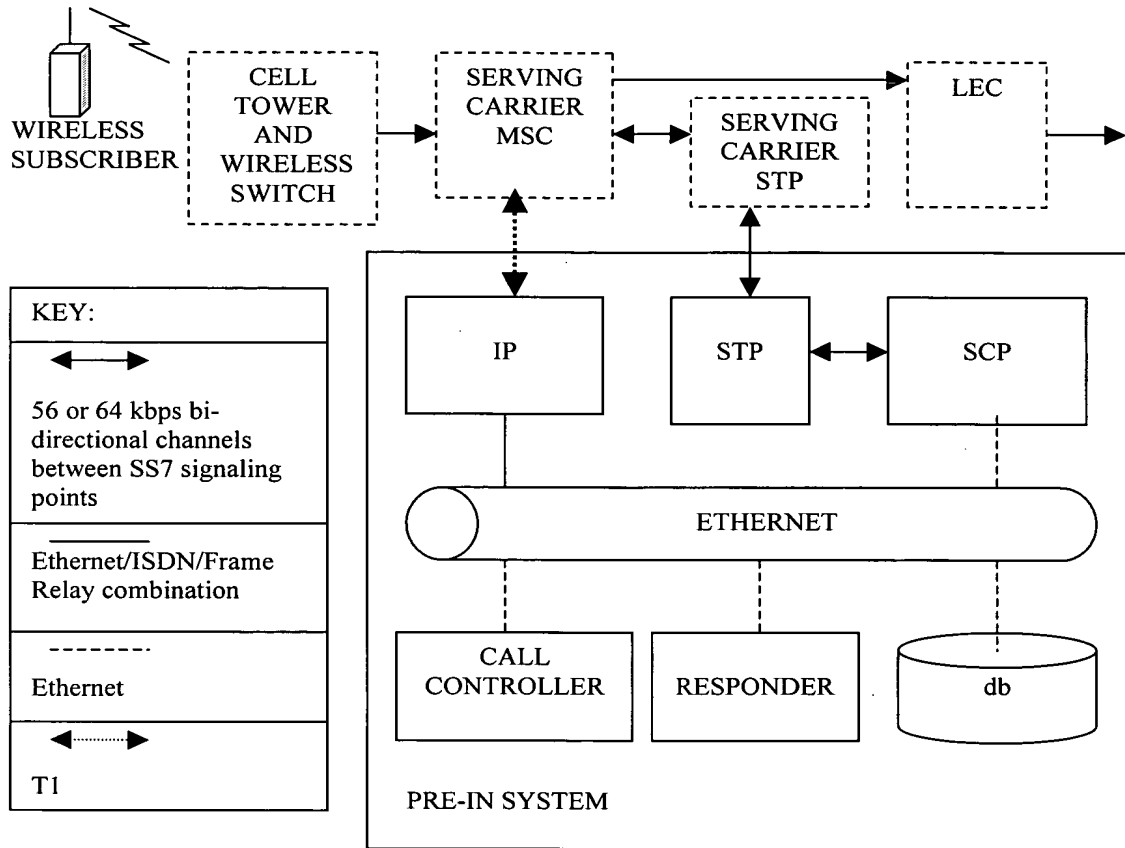 WIRELESS
SUBSCRIBER
CELL
TOWER
AND
WIRELESS
SWITCH
SERVING
CARRIER
MSC
SERVING
CARRIER
STP
LEC
KEY:
56 or 64 kbps bi-
directional channels
between SS7 signaling
points
Ethernet/ISDN/Frame
Relay combination
Ethernet
T1
IP
STP
SCP
ETHERNET
CALL
CONTROLLER
RESPONDER
db
PRE-IN SYSTEM